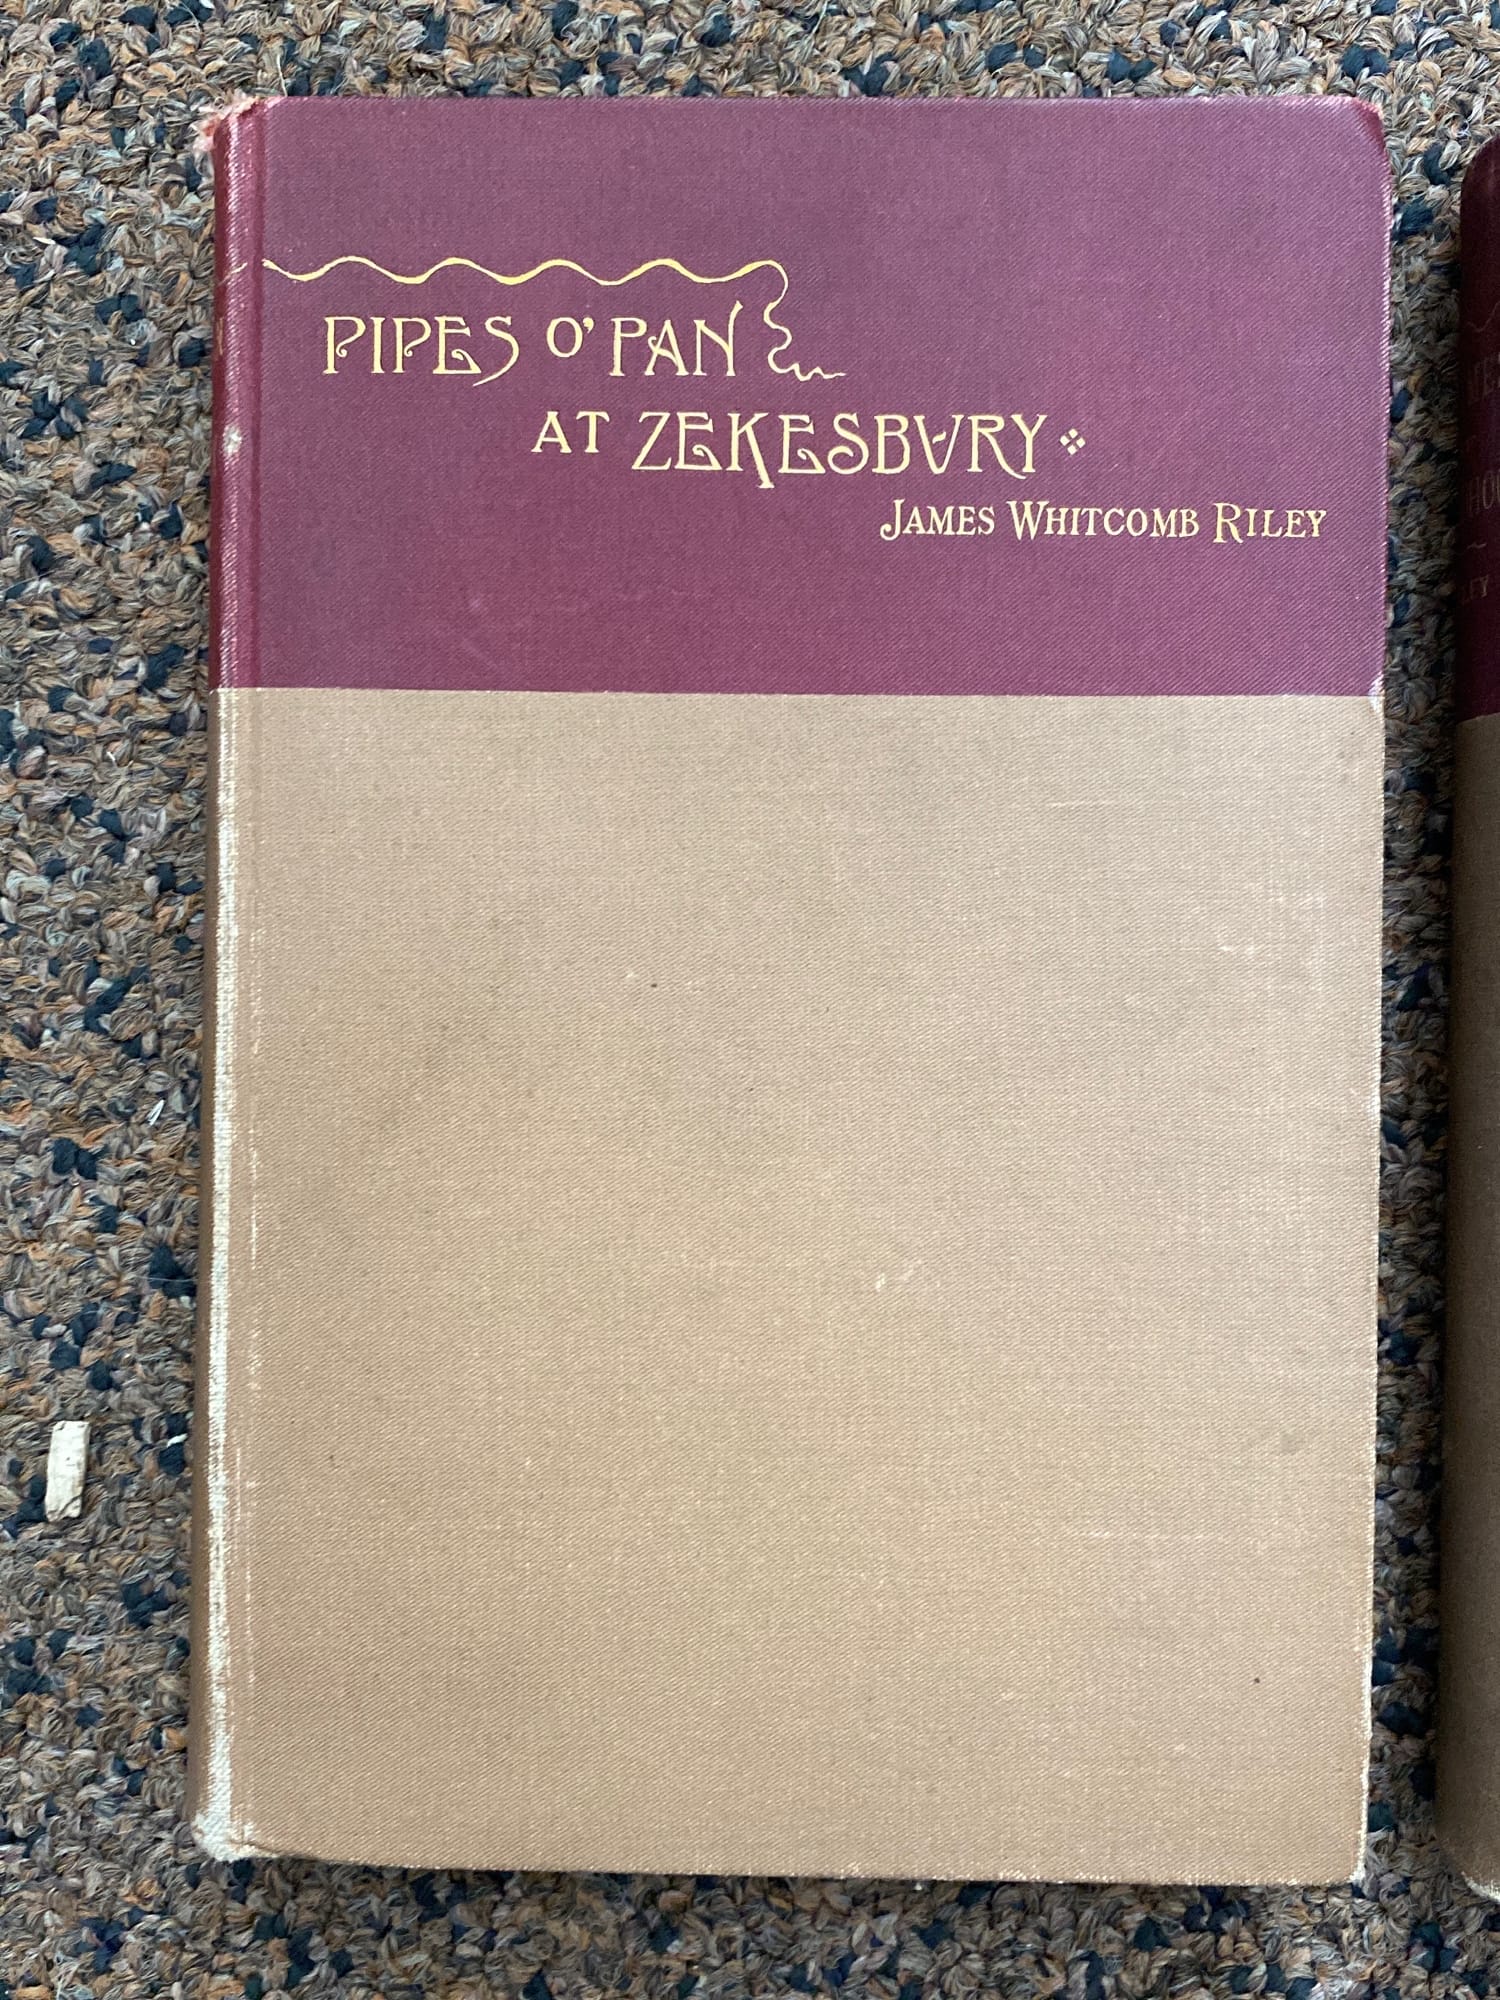 PIPES O' PAN
AT ZEKESBURY
JAMES WHITCOMB RILEY